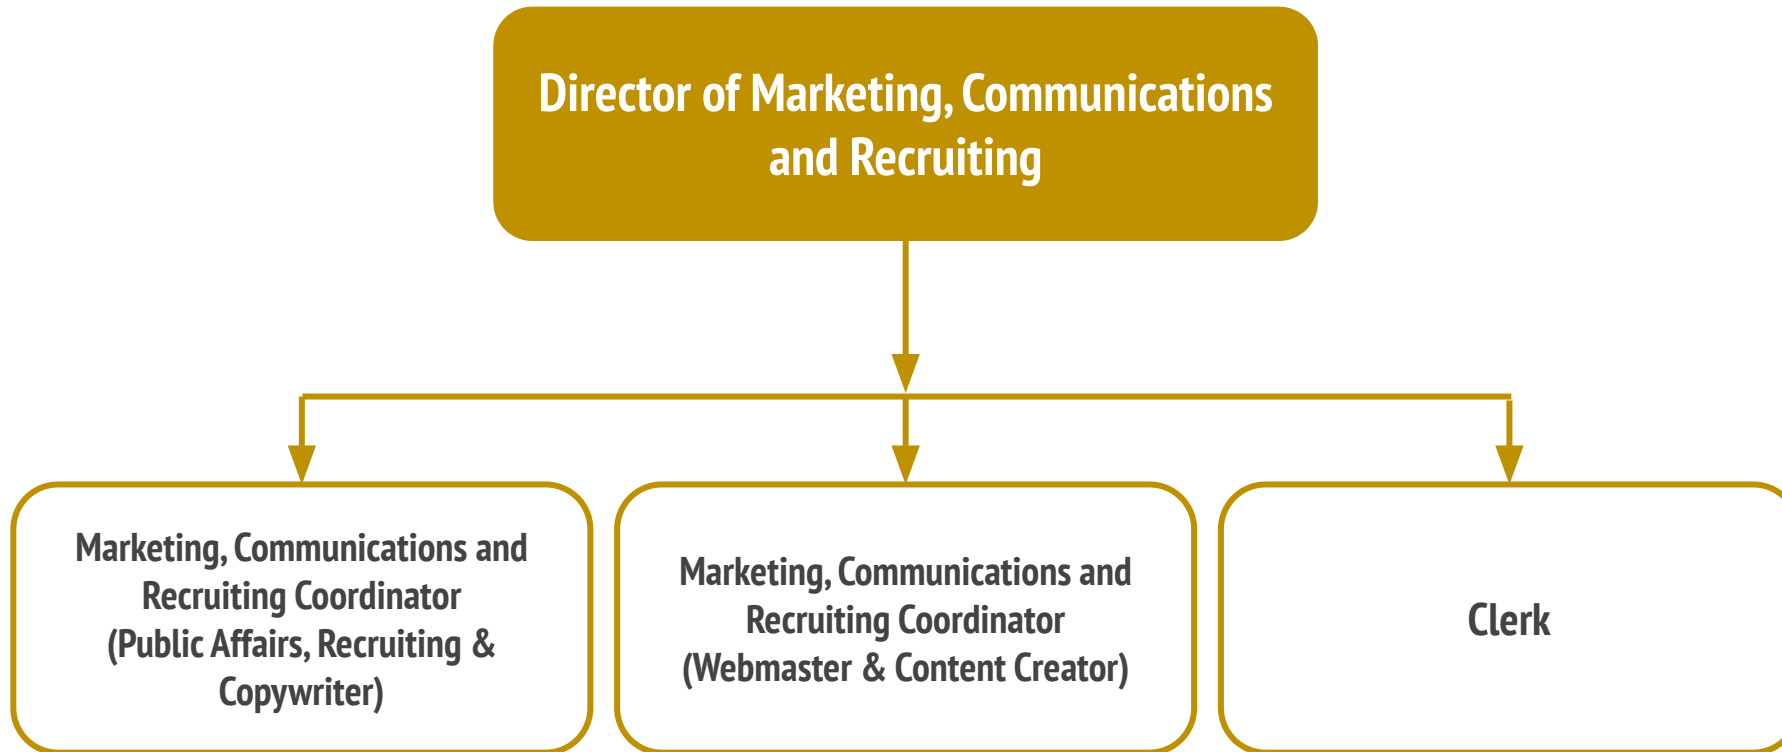 Director of Marketing, Communications
and Recruiting
Marketing, Communications and
Recruiting Coordinator
(Public Affairs, Recruiting &
Copywriter)
Marketing, Communications and
Recruiting Coordinator
(Webmaster & Content Creator)
Clerk